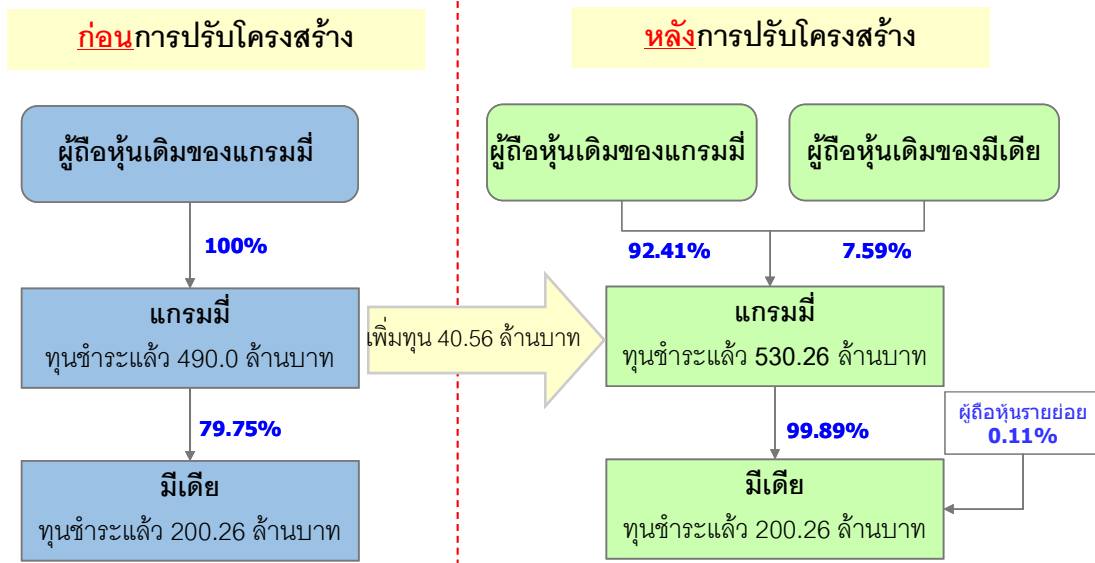 ก่อนการปรับโครงสร้าง
ผู้ถือหุ้นเดิมของแกรมมี่
100%
แกรมมี่
ทุนชำระแล้ว 490.0 ล้านบาท
79.75%
มีเดีย
ทุนชำระแล้ว 200.26 ล้านบาท
เพิ่มทุน 40.56 ล้านบาท
หลังการปรับโครงสร้าง
ผู้ถือหุ้นเดิมของแกรมมี่
ผู้ถือหุ้นเดิมของมีเดีย
92.41%
7.59%
แกรมมี่
ทุนชำระแล้ว 530.26 ล้านบาท
99.89%
ผู้ถือหุ้นรายย่อย
0.11%
มีเดีย
ทุนชำระแล้ว 200.26 ล้านบาท